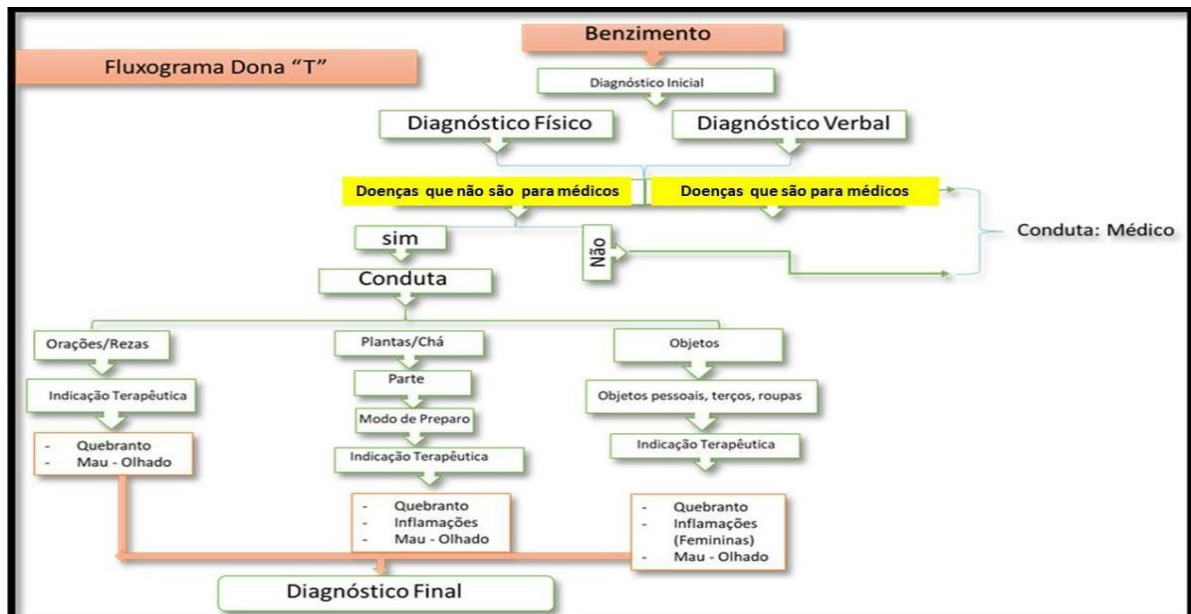 Benzimento
Fluxograma Dona “T”
Diagnóstico Inicial
Diagnóstico Físico
Diagnóstico Verbal
Doenças que não são para médicos
Doenças que são para médicos
Conduta: Médico
sim
Não
Conduta
Orações/Rezas
Plantas/Chá
Objetos
Indicação Terapêutica
Parte
Objetos pessoais, terços, roupas
Modo de Preparo
Indicação Terapêutica
Indicação Terapêutica
- Quebranto
- Mau - Olhado
- Quebranto
- Inflamações
- Mau - Olhado
- Quebranto
- Inflamações
(Femininas)
- Mau - Olhado
Diagnóstico Final